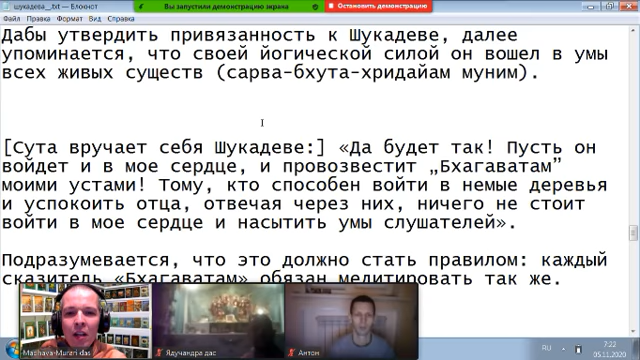 шукадева_.txt — Блокнот
Вы запустили демонстрацию экрана
Остановить демонстрацию
Файл Правка Формат Вид Справка
Дабы утвердить привязанность к Шукадеве, далее
упоминается, что своей йогической силой он вошел в умы
всех живых существ (сарва-бхута-хридайам муним).
[Сута вручает себя Шукадеве:] «Да будет так! Пусть он
войдет и в мое сердце, и провозвестит „Бхагаватам”
моими устами! Тому, кто способен войти в немые деревья
и успокоить отца, отвечая через них, ничего не стоит
войти в мое сердце и насытить умы слушателей».
Подразумевается, что это должно стать правилом: каждый
сказитель «Бхагаватам» обязан медитировать так же.
Madhava-Murari das
Ядучандра дас
Антон
RU
7:22
05.11.2020